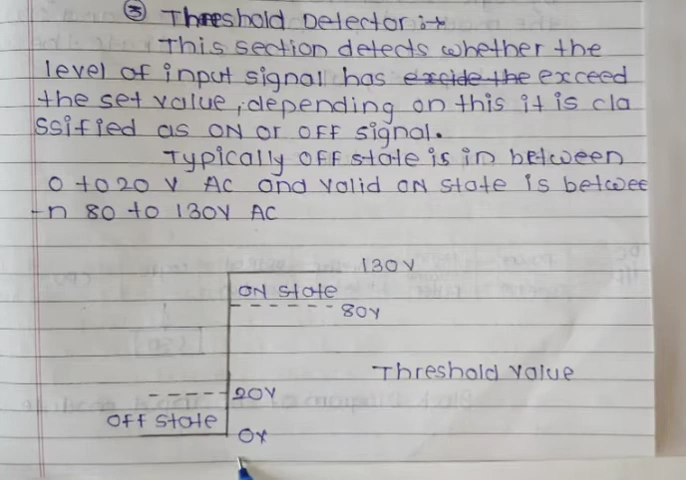 ③ Threshold Detector :-
This section detects whether the
level of input signal has excide the exceed
the set value, depending on this it is cla
ssified as ON or OFF signal.
Typically OFF state is in between
0 to 20 V AC and valid ON state is betwee
-n 80 to 130V AC
130V
ON state
80V
Threshold value
20V
OFF state
0V